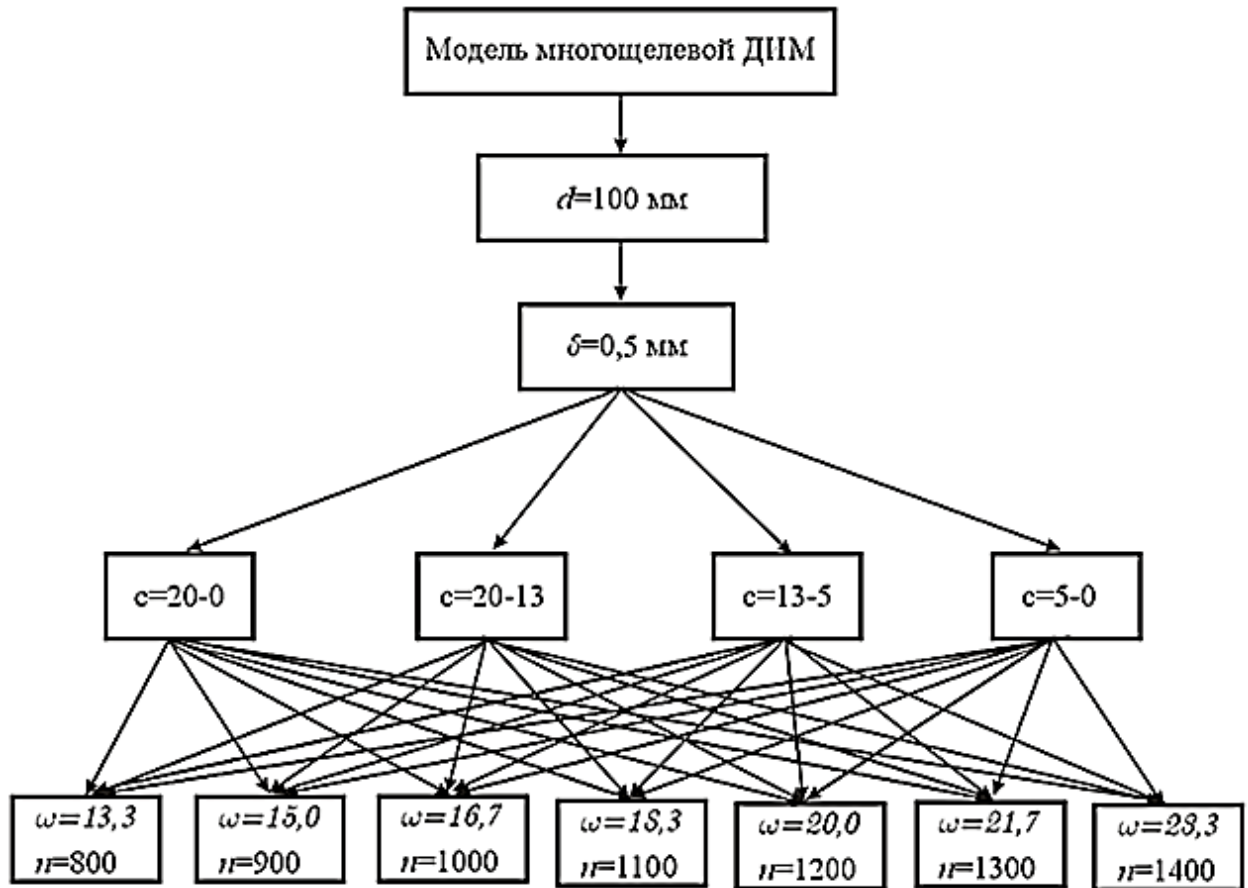 Модель многощелевой ДИМ
d=100 мм
δ=0,5 мм
c=20-0
c=20-13
c=13-5
c=5-0
ω=13,3
n=800
ω=15,0
n=900
ω=16,7
n=1000
ω=18,3
n=1100
ω=20,0
n=1200
ω=21,7
n=1300
ω=23,3
n=1400